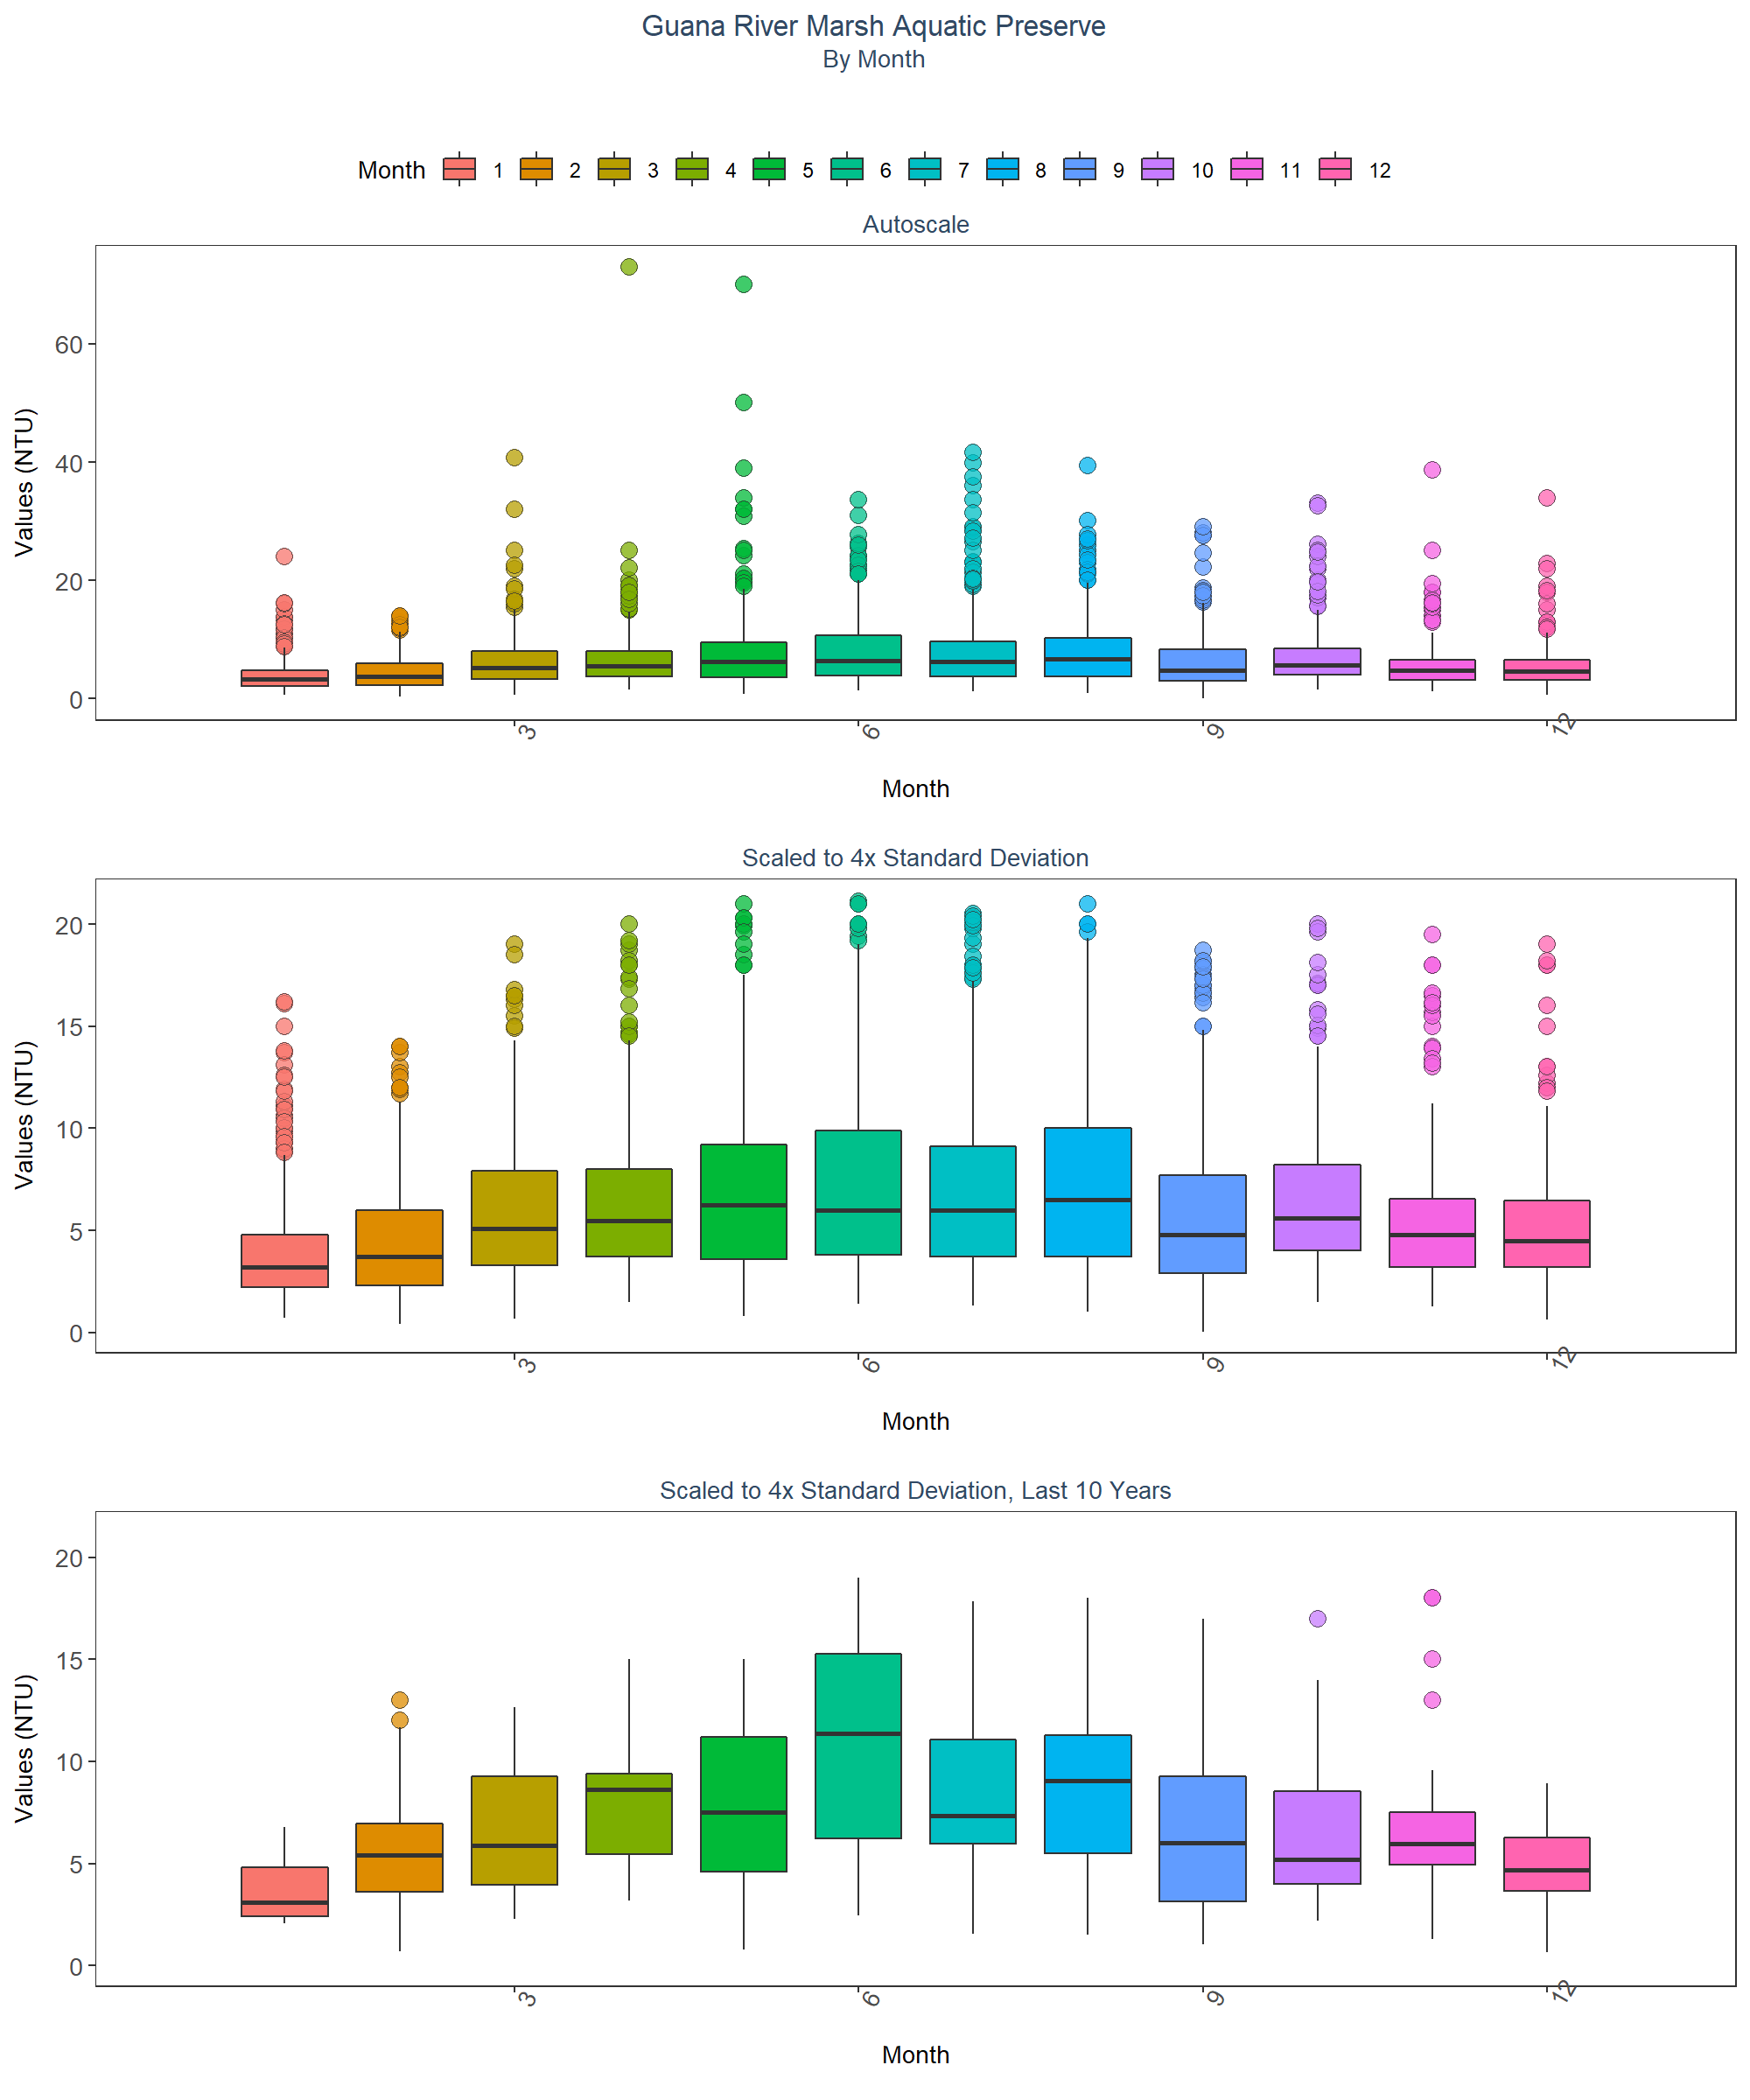 Guana River Marsh Aquatic Preserve
By Month
Month 1 2 3 4 5 6 7 8 9 10 11 12
Autoscale
Values (NTU)
60
40
20
0
3 6 9 12
Month
Scaled to 4x Standard Deviation
Values (NTU)
20
15
10
5
0
3 6 9 12
Month
Scaled to 4x Standard Deviation, Last 10 Years
Values (NTU)
20
15
10
5
0
3 6 9 12
Month